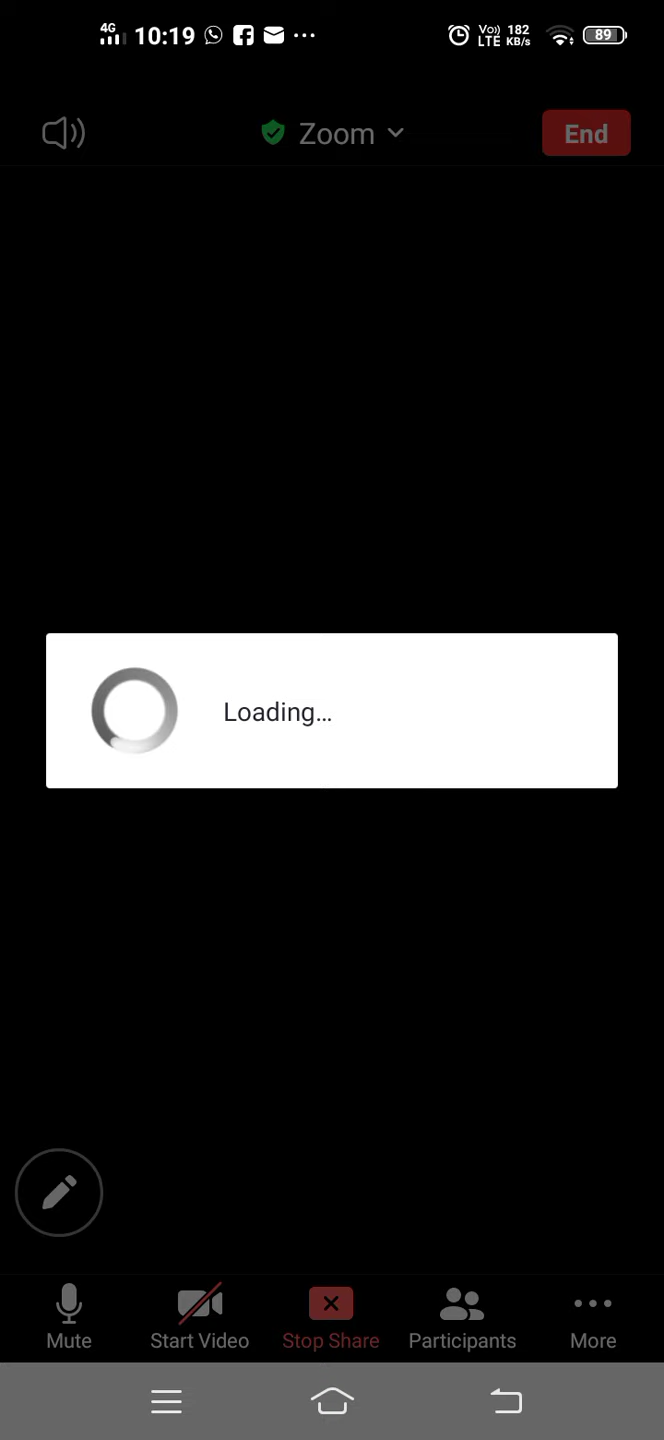 4G 10:19 Vo)) LTE 182 KB/s 89
Zoom End
Loading...
Mute Start Video Stop Share Participants More